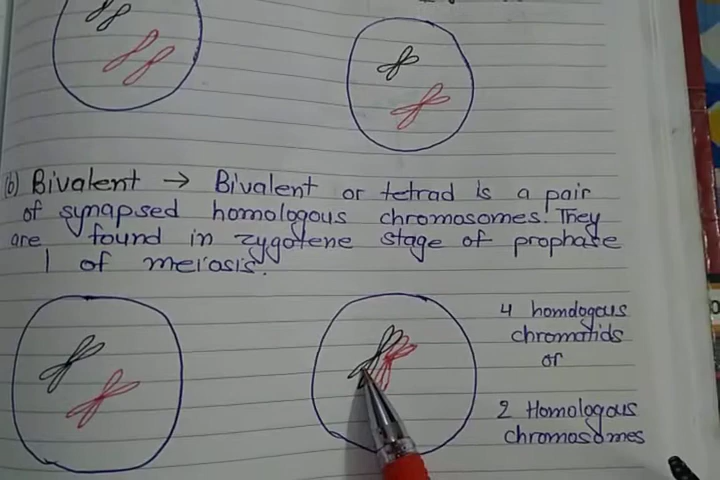 (b) Bivalent → Bivalent or tetrad is a pair
of synapsed homologous chromosomes. They
are found in zygotene stage of prophase
1 of meiosis.
4 homologous
chromatids
or
2 Homologous
chromosomes